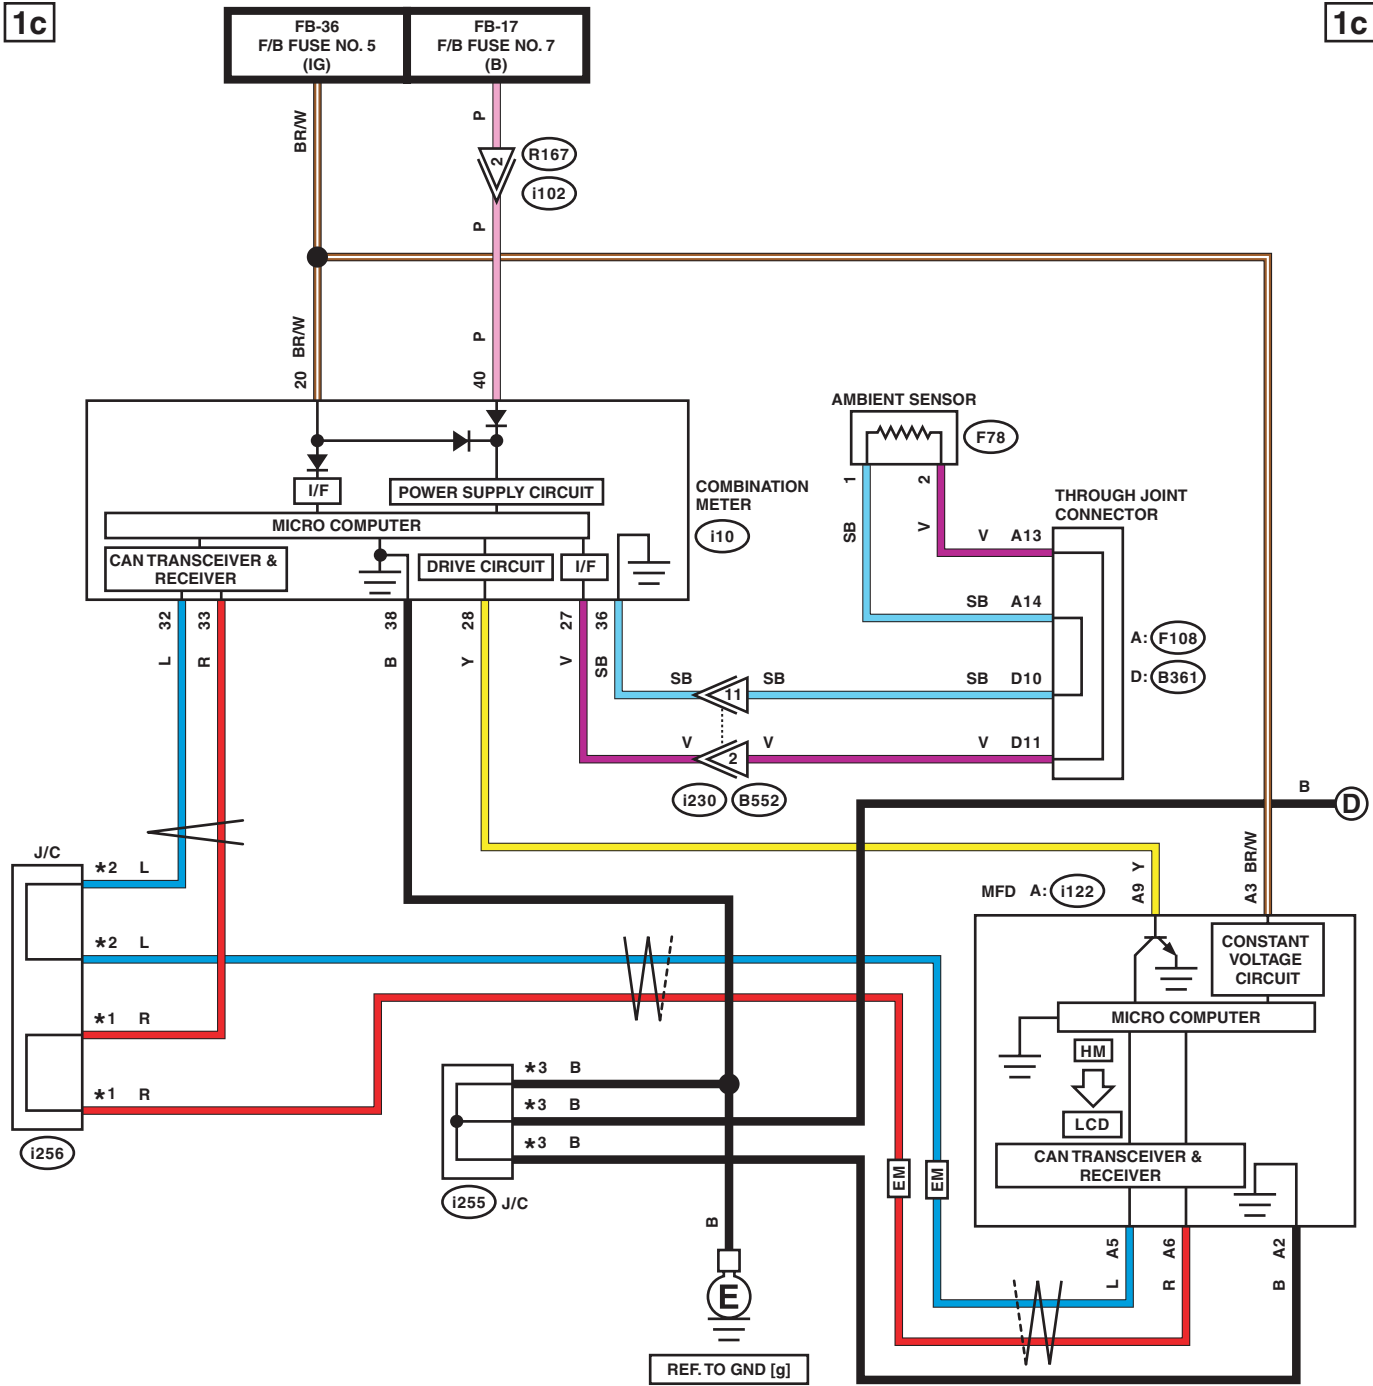 1c
1c
FB-36
F/B FUSE NO. 5
(IG)
FB-17
F/B FUSE NO. 7
(B)
BR/W
P
2
R167
i102
P
BR/W
P
20
40
AMBIENT SENSOR
F78
I/F
POWER SUPPLY CIRCUIT
COMBINATION
METER
i10
MICRO COMPUTER
CAN TRANSCEIVER &
RECEIVER
DRIVE CIRCUIT
I/F
1
2
SB
V
THROUGH JOINT
CONNECTOR
V A13
SB A14
A: F108
D: B361
32
33
38
28
27
36
L
R
B
Y
V
SB
SB
11
SB
SB D10
V
2
V
V D11
i230
B552
B
D
J/C
*2 L
*2 L
*1 R
*1 R
i256
MFD A: i122
A9 Y
A3 BR/W
CONSTANT
VOLTAGE
CIRCUIT
MICRO COMPUTER
HM
LCD
CAN TRANSCEIVER &
RECEIVER
*3 B
*3 B
*3 B
i255 J/C
EM
EM
B
E
REF. TO GND [g]
L A5
R A6
B A2